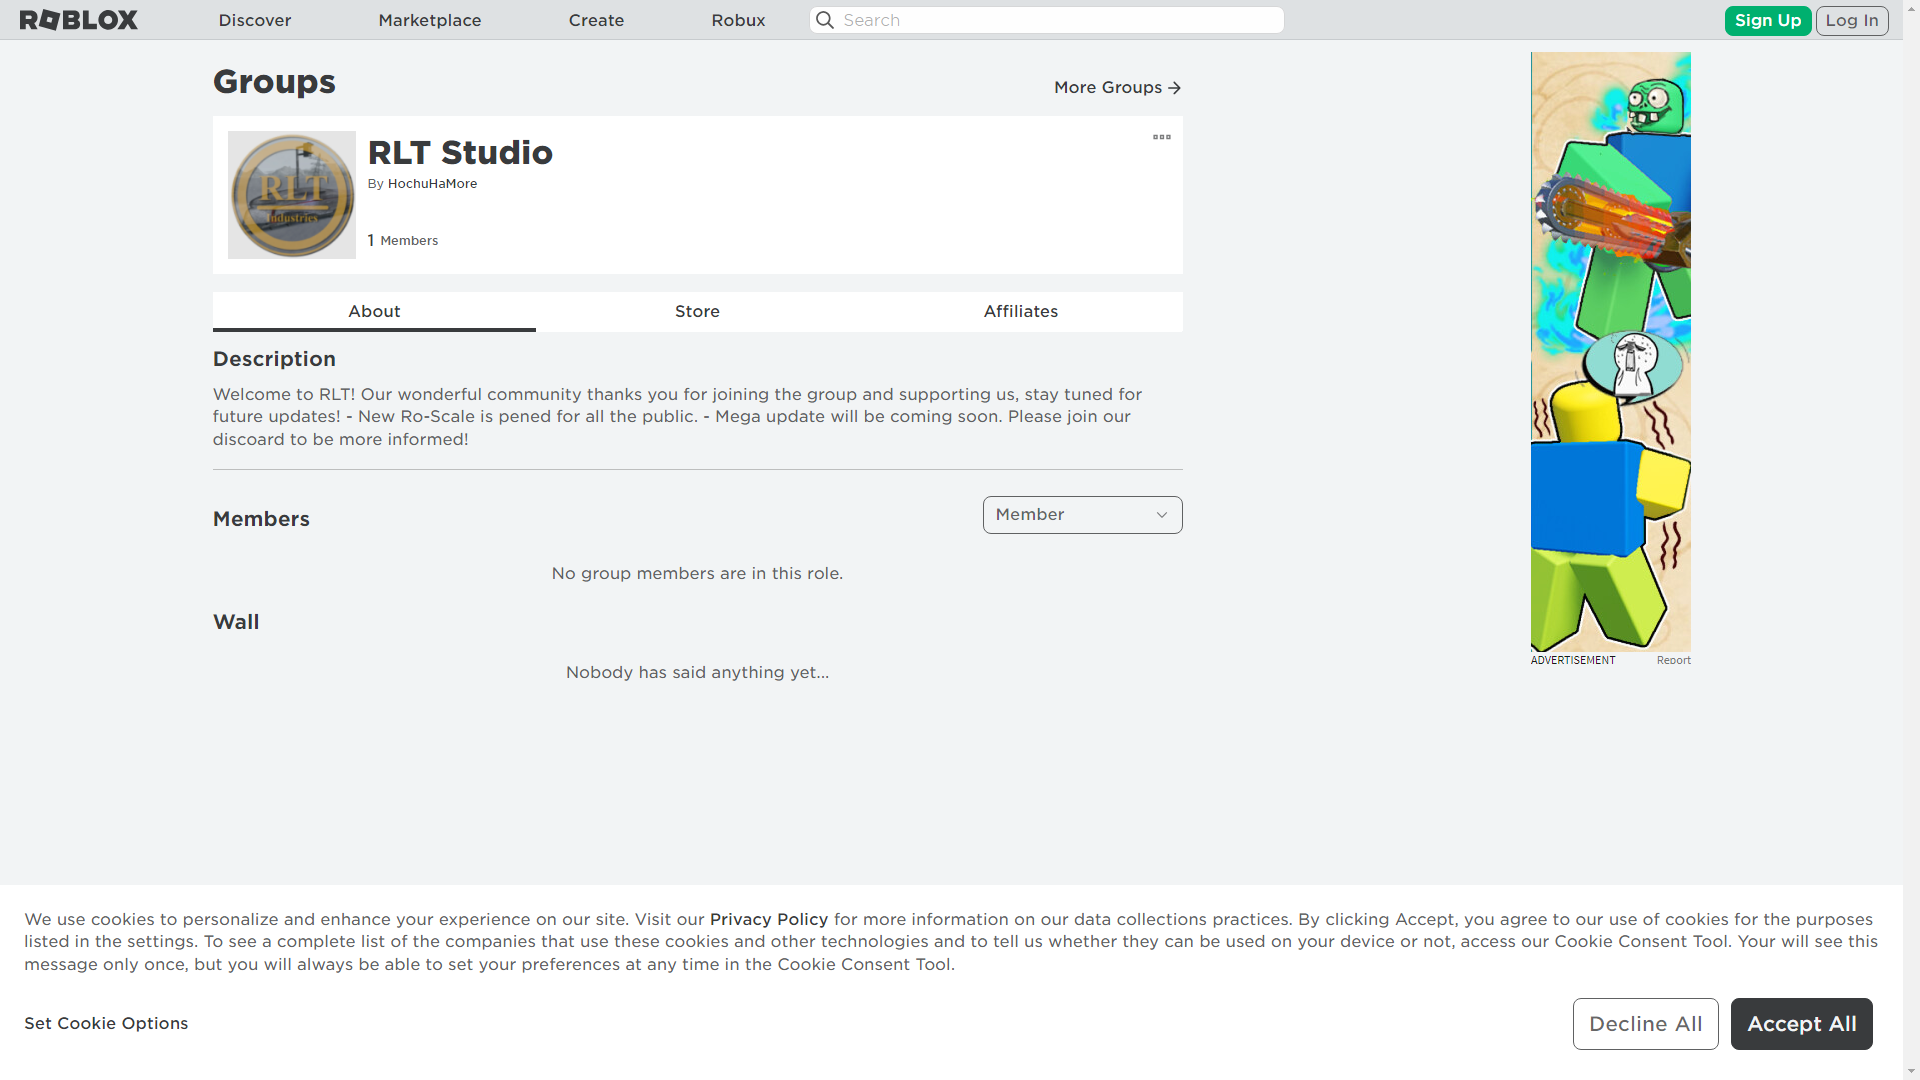 ROBLOX
Discover
Marketplace
Create
Robux
Search
Sign Up
Log In
Groups
More Groups
RLT Studio
By HochuHaMore
RLT
Industries
1 Members
About
Store
Affiliates
Description
Welcome to RLT! Our wonderful community thanks you for joining the group and supporting us, stay tuned for
future updates! - New Ro-Scale is pened for all the public. - Mega update will be coming soon. Please join our
discoard to be more informed!
Members
Member
No group members are in this role.
Wall
Nobody has said anything yet...
ADVERTISEMENT
Report
We use cookies to personalize and enhance your experience on our site. Visit our Privacy Policy for more information on our data collections practices. By clicking Accept, you agree to our use of cookies for the purposes
listed in the settings. To see a complete list of the companies that use these cookies and other technologies and to tell us whether they can be used on your device or not, access our Cookie Consent Tool. Your will see this
message only once, but you will always be able to set your preferences at any time in the Cookie Consent Tool.
Set Cookie Options
Decline All
Accept All